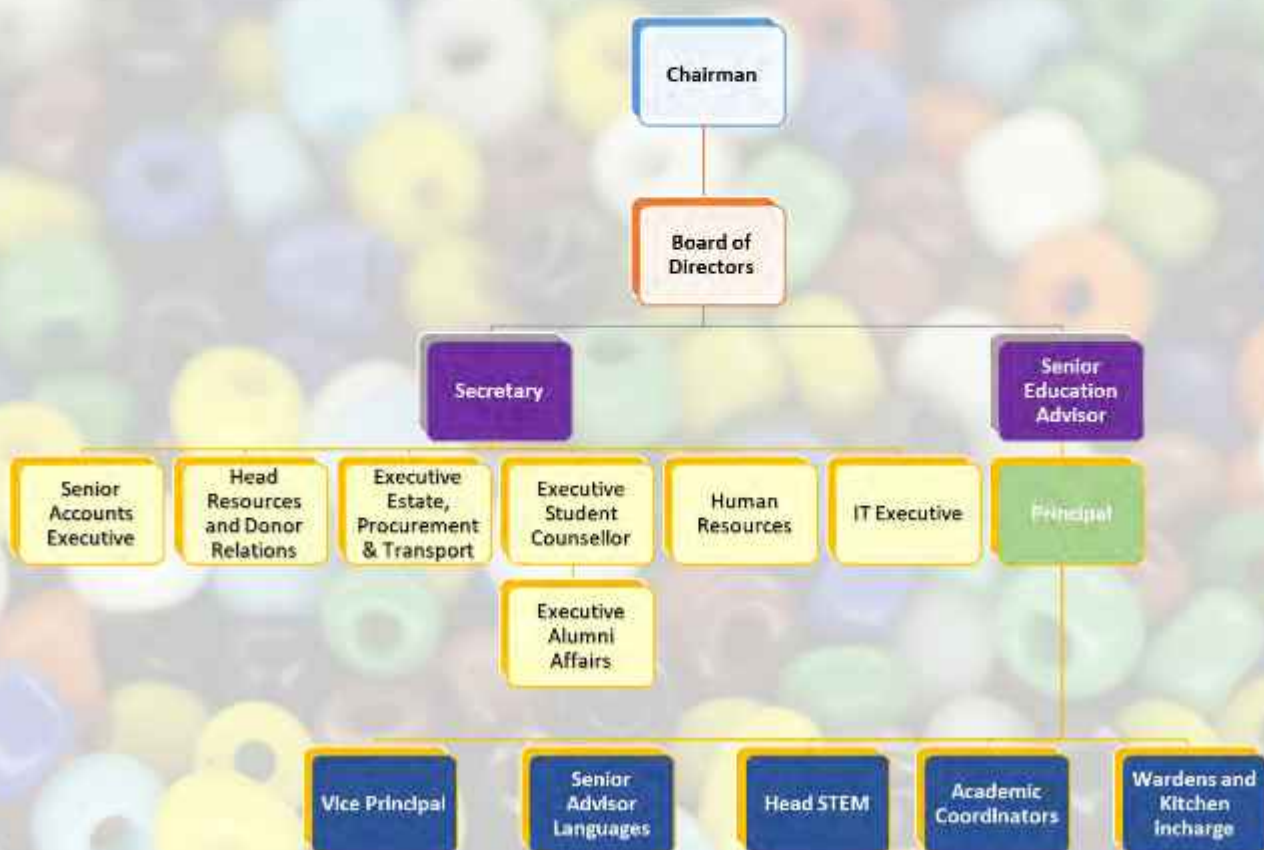 Chairman
Board of
Directors
Secretary
Senior
Education
Advisor
Senior
Accounts
Executive
Head
Resources
and Donor
Relations
Executive
Estate,
Procurement
& Transport
Executive
Student
Counsellor
Human
Resources
IT Executive
Principal
Executive
Alumni
Affairs
Vice Principal
Senior
Advisor
Languages
Head STEM
Academic
Coordinators
Wardens and
Kitchen
Incharge